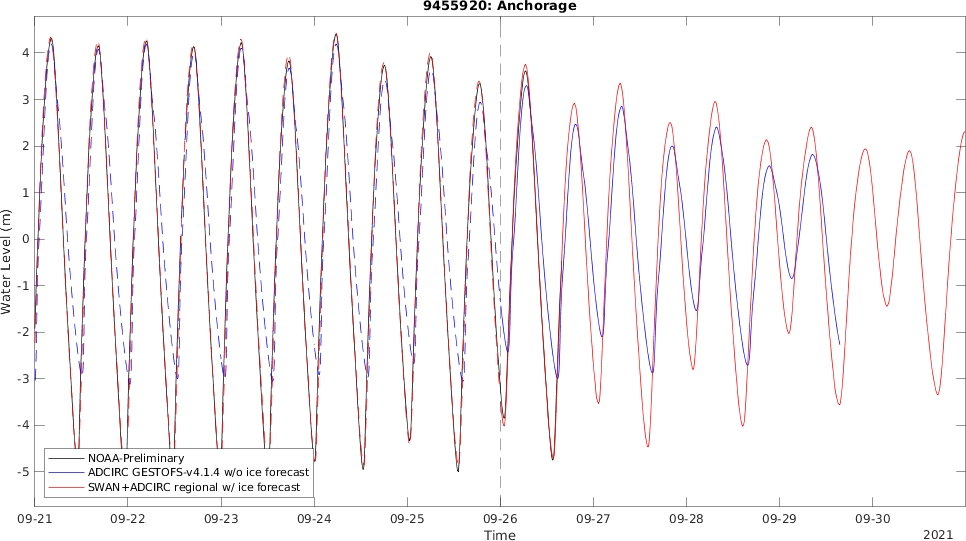 9455920: Anchorage
Water Level (m)
4
3
2
1
0
-1
-2
-3
-4
-5
NOAA-Preliminary
ADCIRC GESTOFS-v4.1.4 w/o ice forecast
SWAN+ADCIRC regional w/ ice forecast
09-21 09-22 09-23 09-24 09-25 09-26 09-27 09-28 09-29 09-30
Time
2021